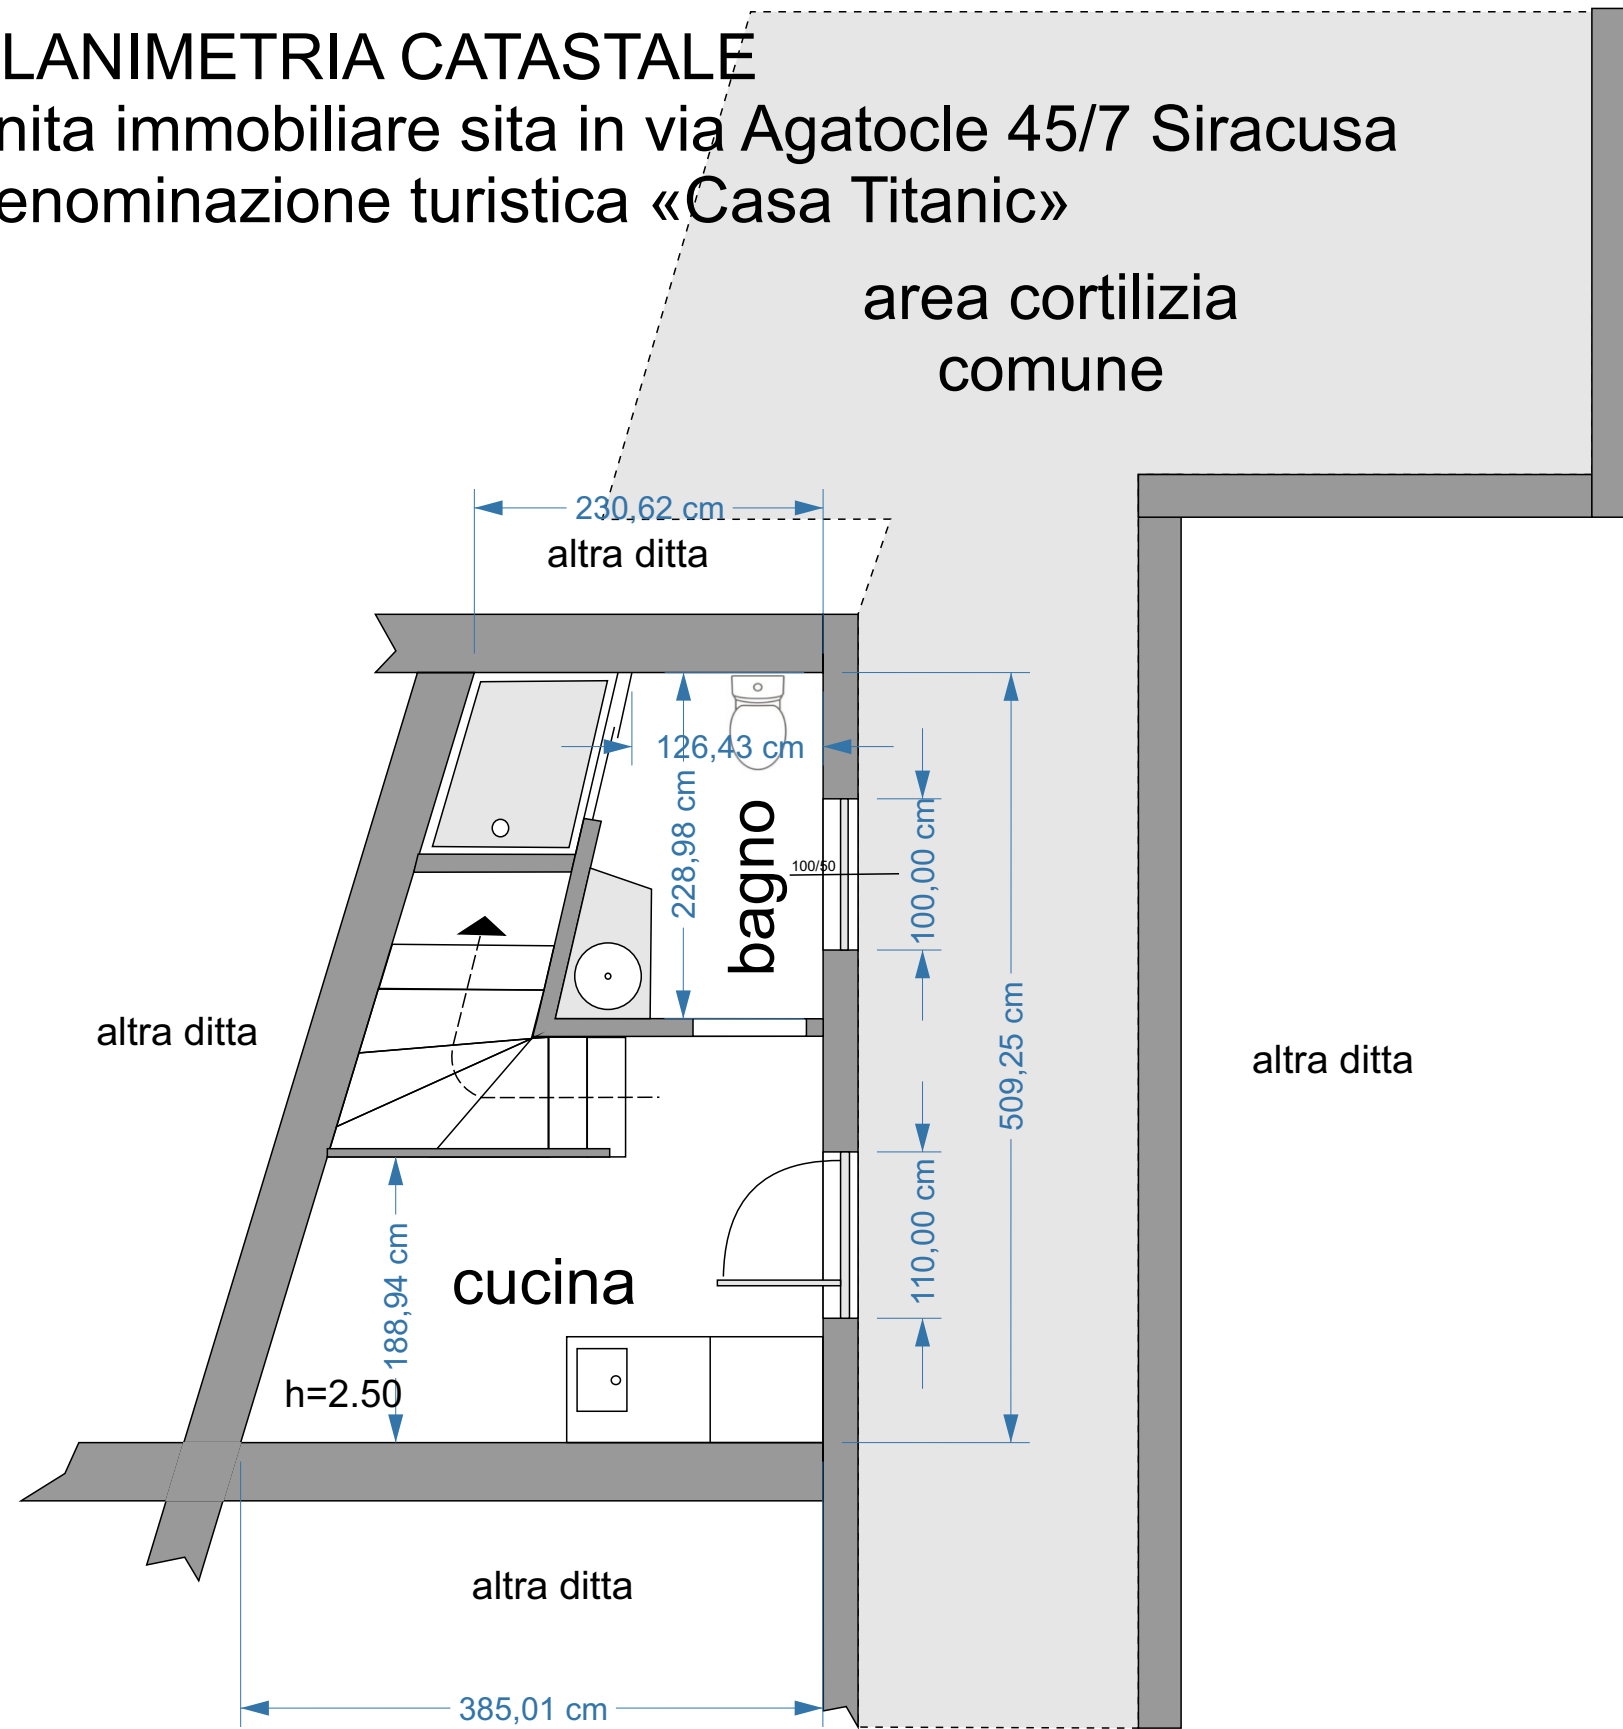 LANIMETRIA CATASTALE
nita immobiliare sita in via Agatocle 45/7 Siracusa
enominazione turistica «Casa Titanic»
area cortilizia
comune
230,62 cm
altra ditta
126,43 cm
228,98 cm
bagno
100/50
100,00 cm
509,25 cm
altra ditta
altra ditta
110,00 cm
188,94 cm
cucina
h=2.50
altra ditta
385,01 cm